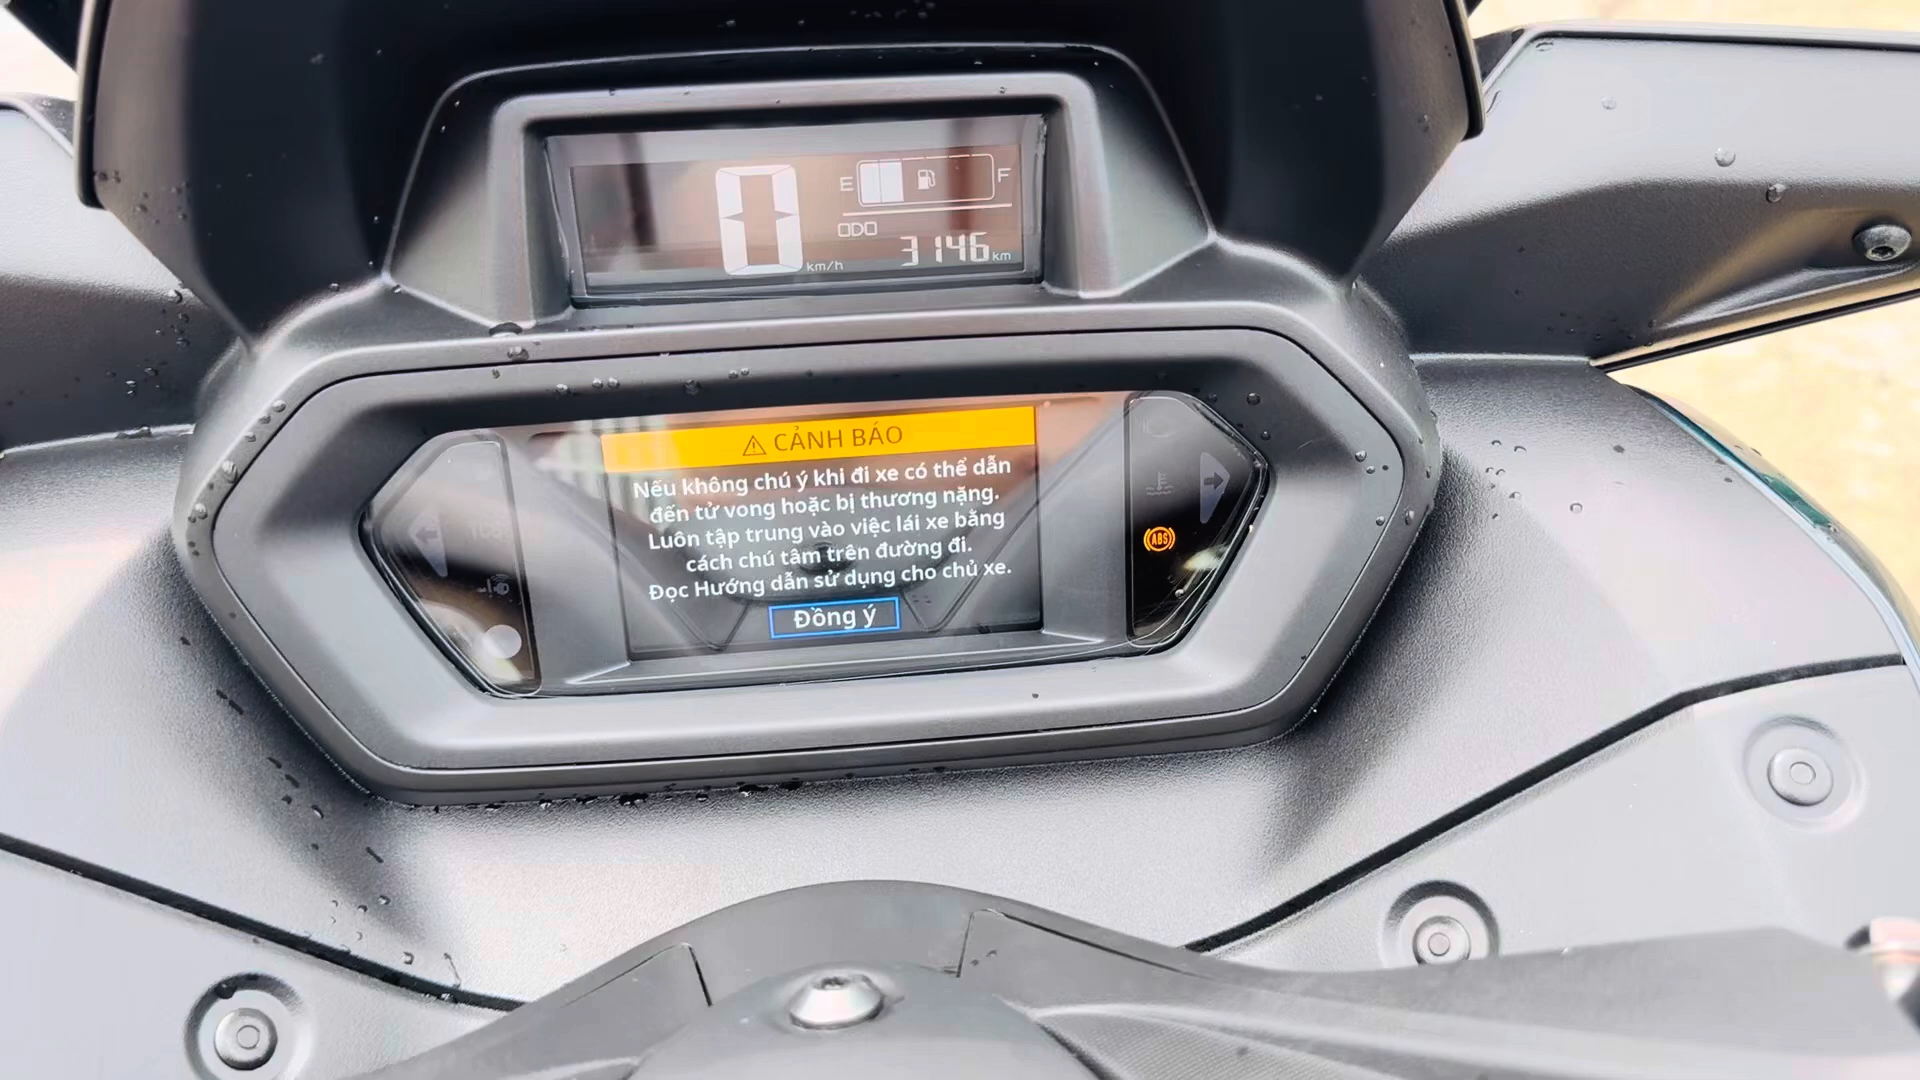 0 km/h
E F
ODO
3146 km
⚠ CẢNH BÁO
Nếu không chú ý khi đi xe có thể dẫn
đến tử vong hoặc bị thương nặng.
Luôn tập trung vào việc lái xe bằng
cách chú tâm trên đường đi.
Đọc Hướng dẫn sử dụng cho chủ xe.
Đồng ý
ABS